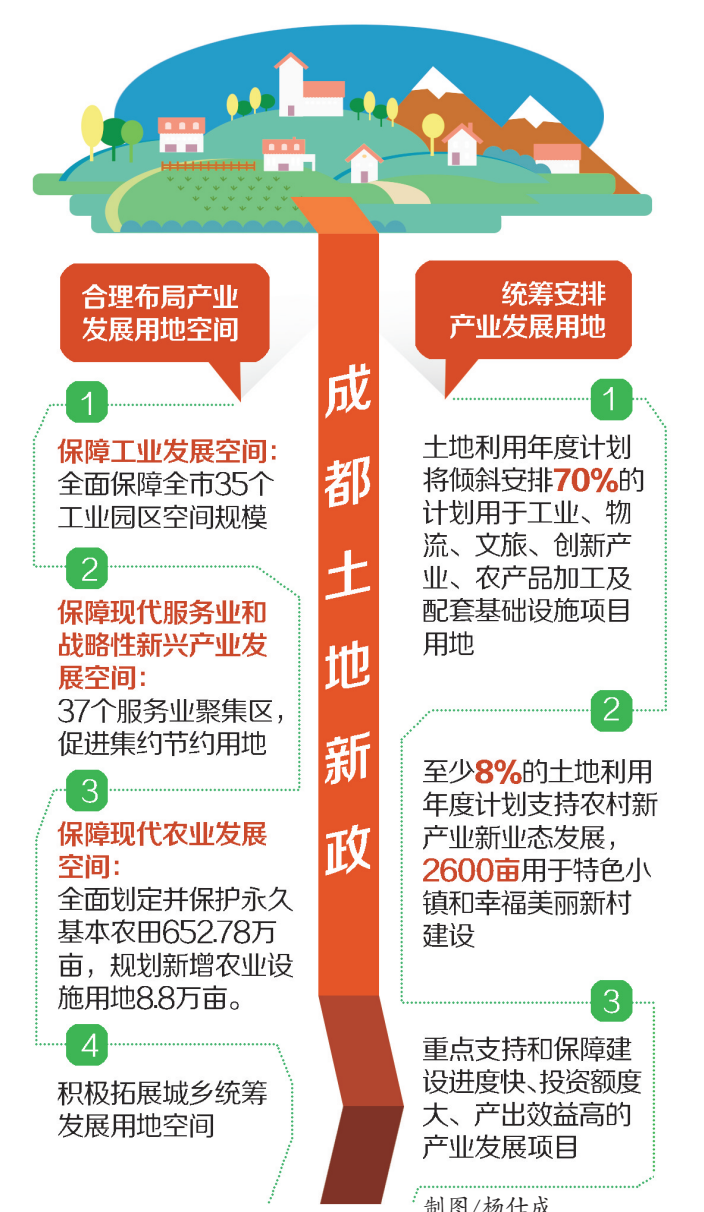 合理布局产业
发展用地空间
1
保障工业发展空间：
全面保障全市35个
工业园区空间规模
2
保障现代服务业和
战略性新兴产业发
展空间：
37个服务业聚集区，
促进集约节约用地
3
保障现代农业发展
空间：
全面划定并保护永久
基本农田652.78万
亩，规划新增农业设
施用地8.8万亩。
4
积极拓展城乡统筹
发展用地空间
成
都
土
地
新
政
统筹安排
产业发展用地
1
土地利用年度计划
将倾斜安排70%的
计划用于工业、物
流、文旅、创新产
业、农产品加工及
配套基础设施项目
用地
2
至少8%的土地利用
年度计划支持农村新
产业新业态发展，
2600亩用于特色小
镇和幸福美丽新村
建设
3
重点支持和保障建
设进度快、投资额度
大、产出效益高的
产业发展项目
制图/杨仕成